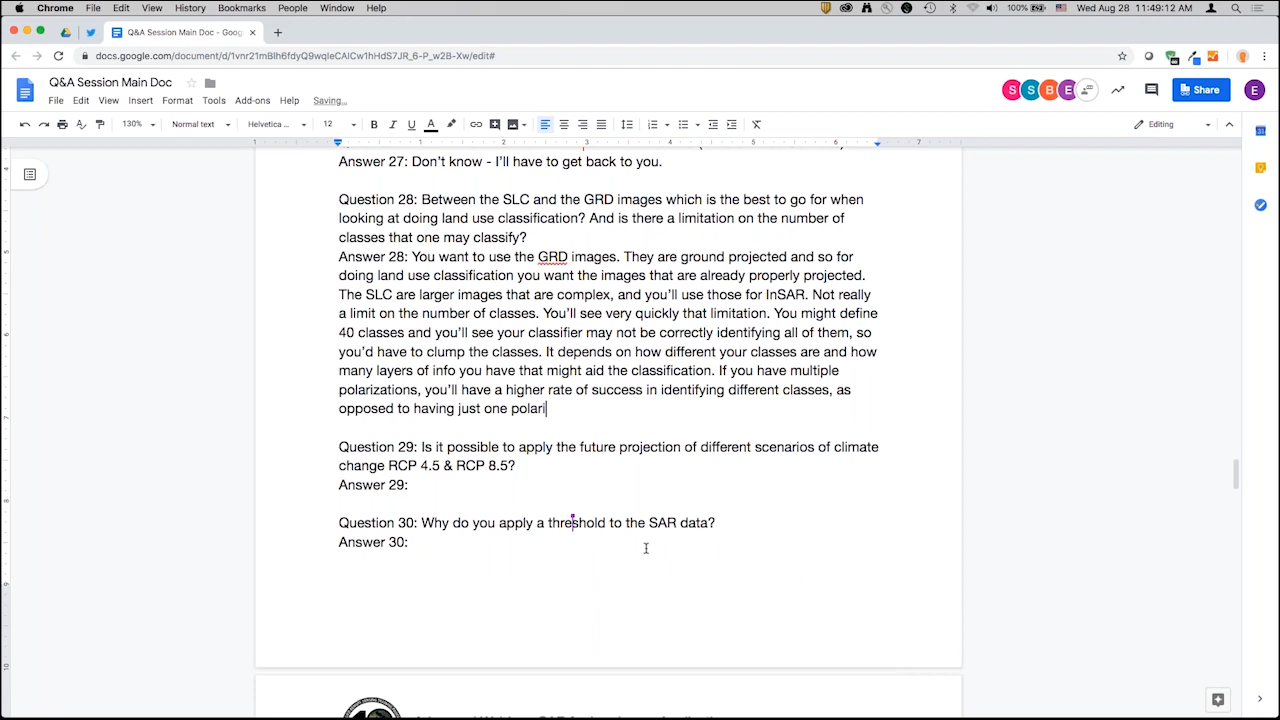 Chrome File Edit View History Bookmarks People Window Help 100% Wed Aug 28 11:49:12 AM
Q&A Session Main Doc - Goog
docs.google.com/document/d/1vnr21mBlh6fdyQ9wqIeCAICw1hHdS7JR_6-P_w2B-Xw/edit#
Q&A Session Main Doc
File Edit View Insert Format Tools Add-ons Help Saving...
S S B E Share E
130% Normal text Helvetica ... 12 B I U A Editing
1 1 2 3 4 5 6 7
Answer 27: Don't know - I'll have to get back to you.
Question 28: Between the SLC and the GRD images which is the best to go for when
looking at doing land use classification? And is there a limitation on the number of
classes that one may classify?
Answer 28: You want to use the GRD images. They are ground projected and so for
doing land use classification you want the images that are already properly projected.
The SLC are larger images that are complex, and you'll use those for InSAR. Not really
a limit on the number of classes. You'll see very quickly that limitation. You might define
40 classes and you'll see your classifier may not be correctly identifying all of them, so
you'd have to clump the classes. It depends on how different your classes are and how
many layers of info you have that might aid the classification. If you have multiple
polarizations, you'll have a higher rate of success in identifying different classes, as
opposed to having just one polari
Question 29: Is it possible to apply the future projection of different scenarios of climate
change RCP 4.5 & RCP 8.5?
Answer 29:
Question 30: Why do you apply a threshold to the SAR data?
Answer 30: